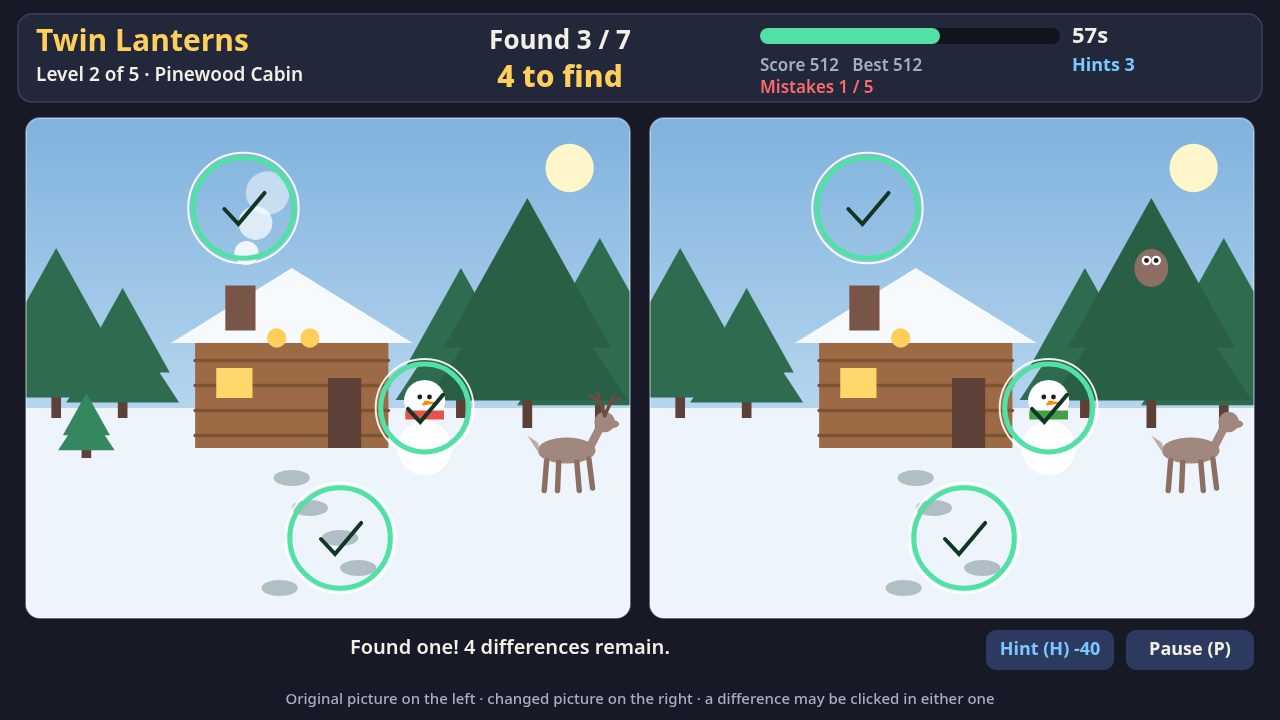 Twin Lanterns
Level 2 of 5 · Pinewood Cabin
Found 3 / 7
4 to find
57s
Score 512 Best 512
Hints 3
Mistakes 1 / 5
Found one! 4 differences remain.
Hint (H) -40
Pause (P)
Original picture on the left · changed picture on the right · a difference may be clicked in either one